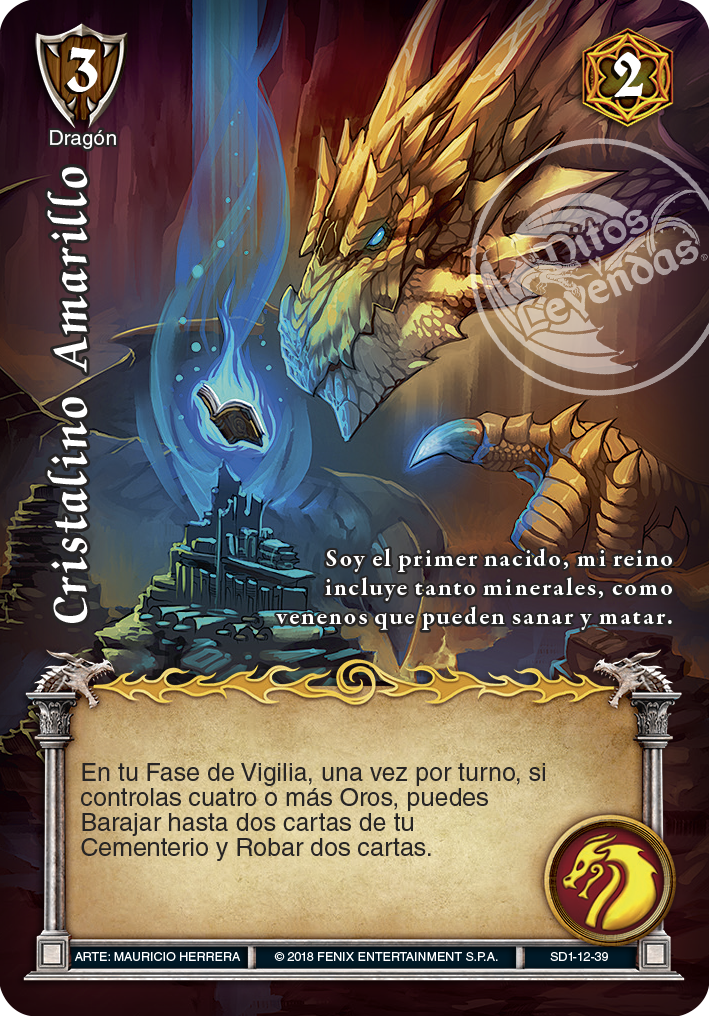 3
Dragón
2
Cristalino Amarillo
Mitos
y
Leyendas®
Soy el primer nacido, mi reino
incluye tanto minerales, como
venenos que pueden sanar y matar.
En tu Fase de Vigilia, una vez por turno, si
controlas cuatro o más Oros, puedes
Barajar hasta dos cartas de tu
Cementerio y Robar dos cartas.
ARTE: MAURICIO HERRERA
© 2018 FENIX ENTERTAINMENT S.P.A.
SD1-12-39